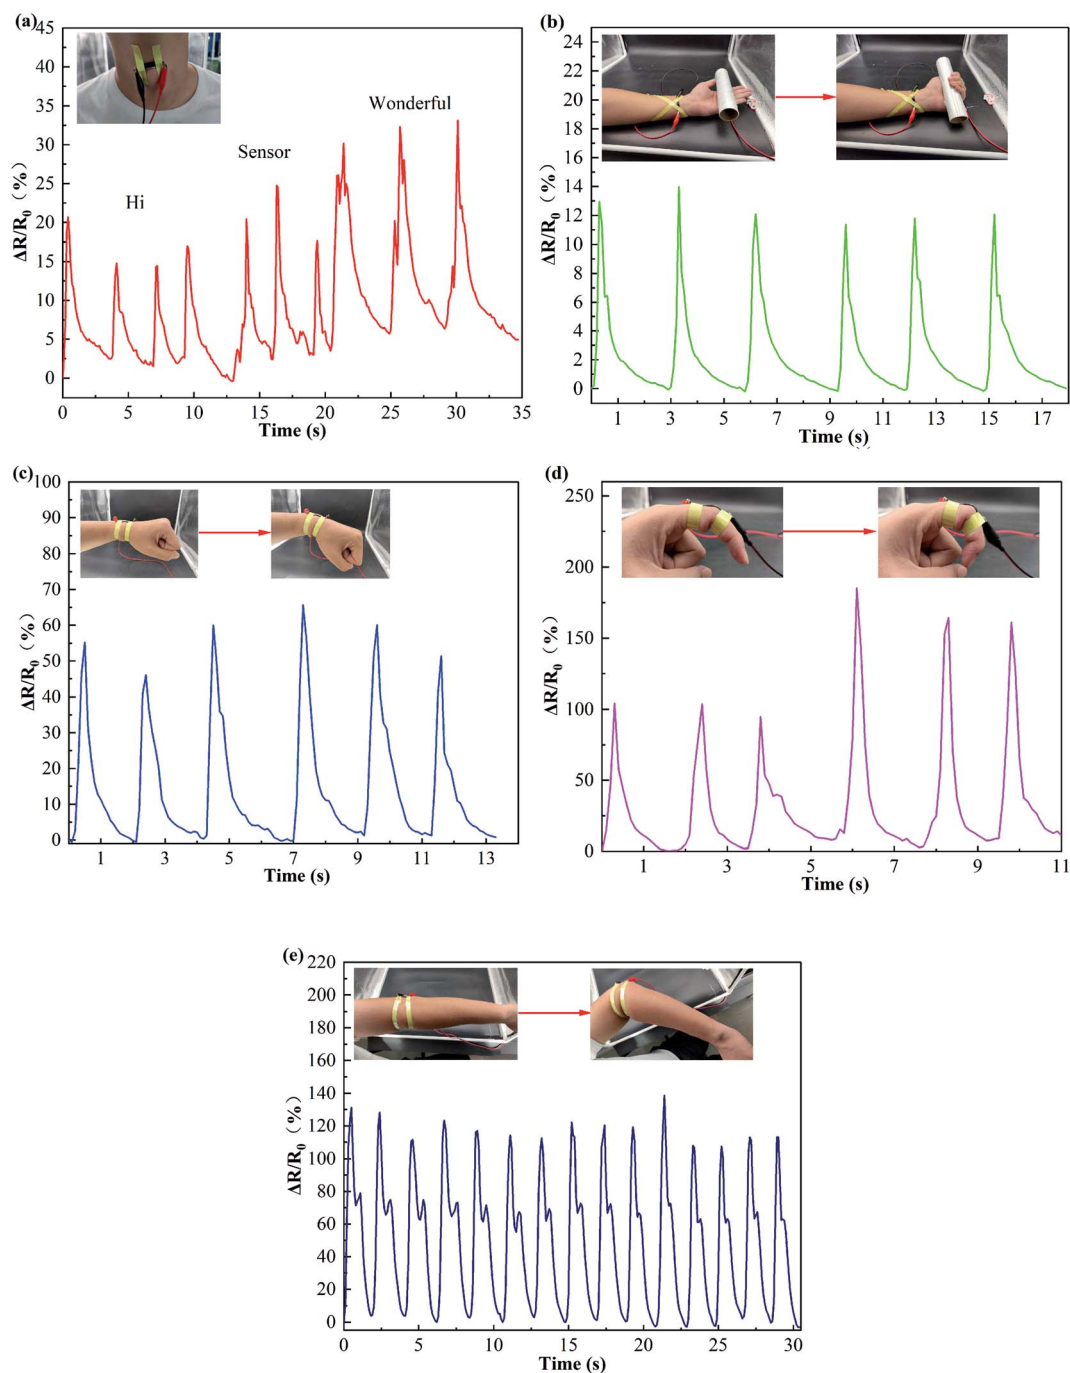 (a)
45
40
35
30
25
20
15
10
5
0
ΔR/R0 (%)
Hi
Sensor
Wonderful
0 5 10 15 20 25 30 35
Time (s)
(b)
24
22
20
18
16
14
12
10
8
6
4
2
0
ΔR/R0 (%)
1 3 5 7 9 11 13 15 17
Time (s)
(c)
100
90
80
70
60
50
40
30
20
10
0
ΔR/R0 (%)
1 3 5 7 9 11 13
Time (s)
(d)
250
200
150
100
50
0
ΔR/R0 (%)
1 3 5 7 9 11
Time (s)
(e)
220
200
180
160
140
120
100
80
60
40
20
0
ΔR/R0 (%)
0 5 10 15 20 25 30
Time (s)